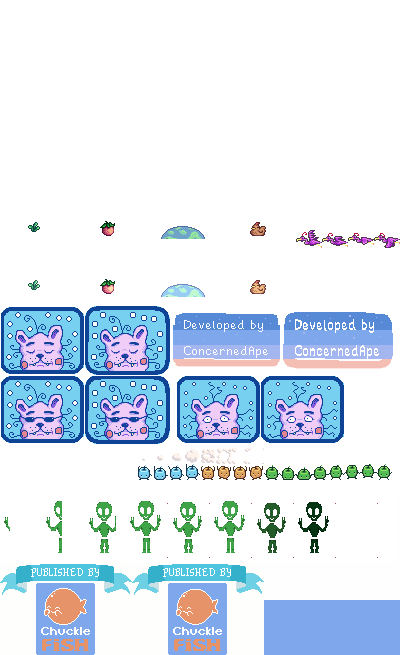 Developed by
ConcernedApe
Developed by
ConcernedApe
PUBLISHED BY
Chuckle
FISH
PUBLISHED BY
Chuckle
FISH